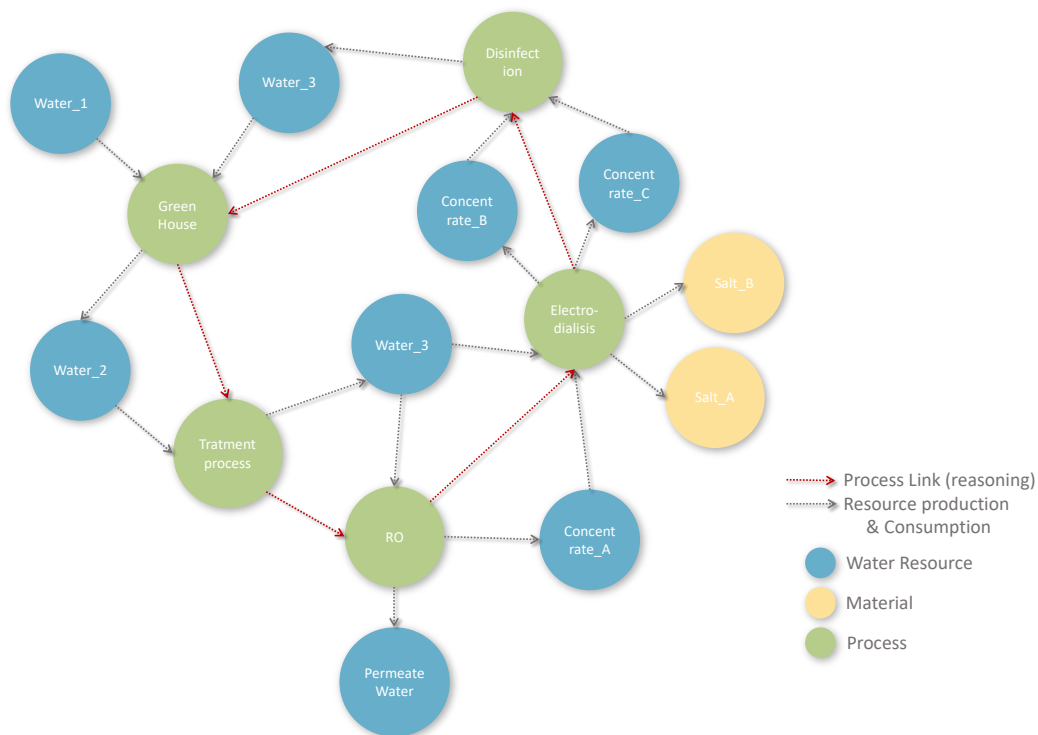 Disinfect
ion
Water_3
Water_1
Concent
rate_C
Concent
rate_B
Green
House
Salt_B
Electro-
dialisis
Water_3
Water_2
Salt_A
Tratment
process
RO
Concent
rate_A
Permeate
Water
Process Link (reasoning)
Resource production
& Consumption
Water Resource
Material
Process